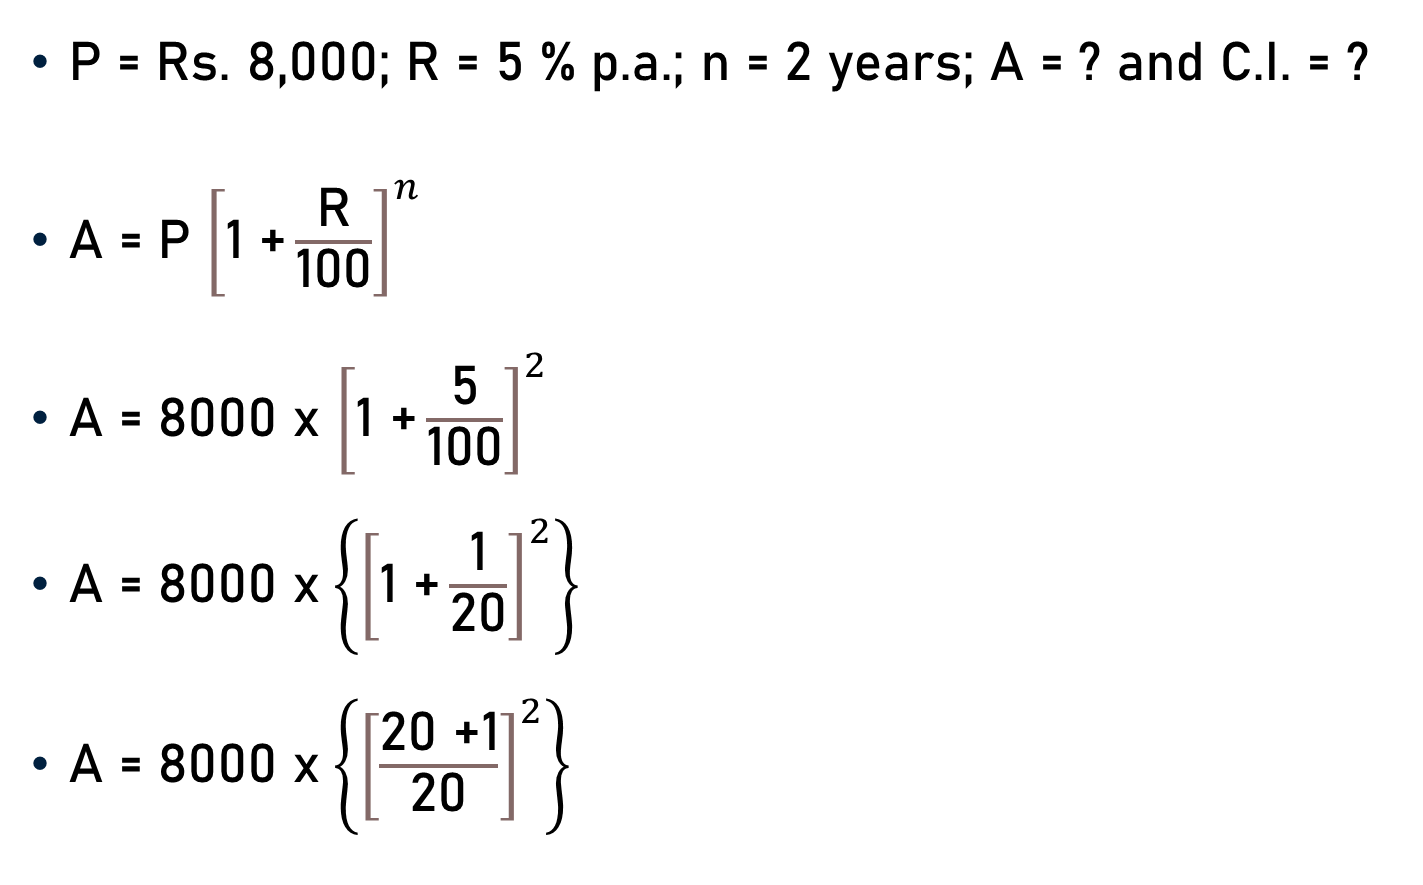 • P = Rs. 8,000; R = 5 % p.a.; n = 2 years; A = ? and C.I. = ?
• A = P [1 + R/100]^n
• A = 8000 x [1 + 5/100]^2
• A = 8000 x {[1 + 1/20]^2}
• A = 8000 x {[20 +1/20]^2}